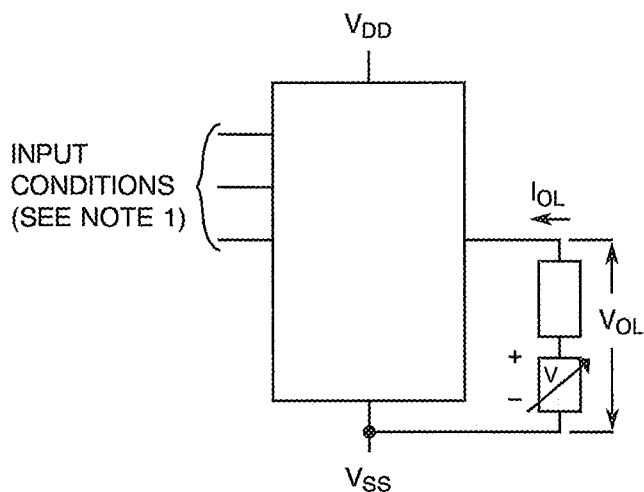 VDD
INPUT
CONDITIONS
(SEE NOTE 1)
IOL
VOL
+
V
−
VSS